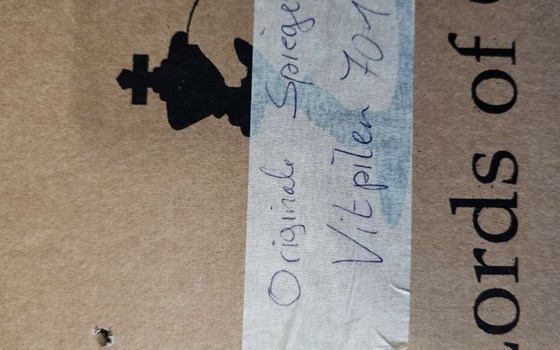 Originale Spiege
Vitpilen 701
Lords of